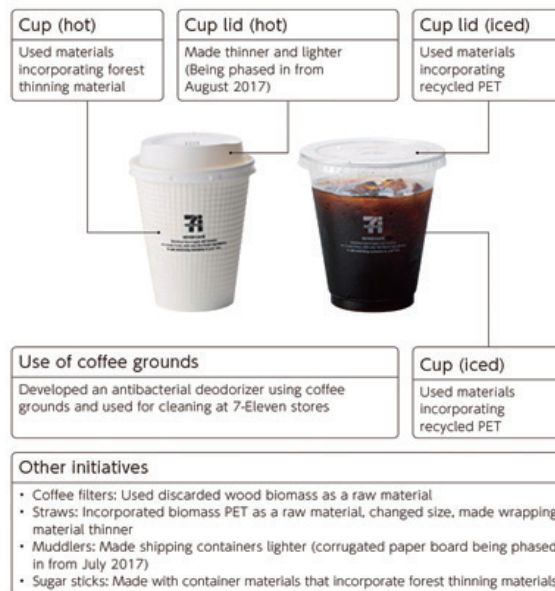 Cup (hot)
Used materials
incorporating forest
thinning material
Cup lid (hot)
Made thinner and lighter
(Being phased in from
August 2017)
Cup lid (iced)
Used materials
incorporating
recycled PET
Use of coffee grounds
Developed an antibacterial deodorizer using coffee
grounds and used for cleaning at 7-Eleven stores
Cup (iced)
Used materials
incorporating
recycled PET
Other initiatives
• Coffee filters: Used discarded wood biomass as a raw material
• Straws: Incorporated biomass PET as a raw material, changed size, made wrapping
material thinner
• Muddlers: Made shipping containers lighter (corrugated paper board being phased
in from July 2017)
• Sugar sticks: Made with container materials that incorporate forest thinning materials